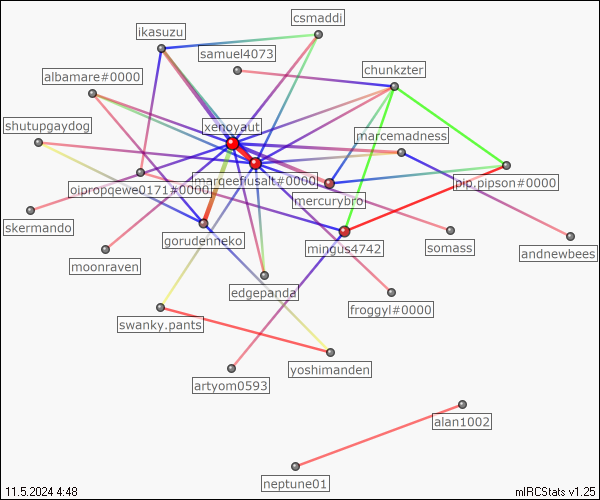 csmaddi
ikasuzu
samuel4073
chunkzter
albamare#0000
xenoyaut
shutupgaydog
marcemadness
margeefiusalt#0000
pip.pipson#0000
oipropqewe0171#0000
mercurybro
skermando
gorudenneko
mingus4742
somass
andnewbees
moonraven
edgepanda
froggyl#0000
swanky.pants
yoshimanden
artyom0593
alan1002
neptune01
11.5.2024 4:48
mIRCStats v1.25